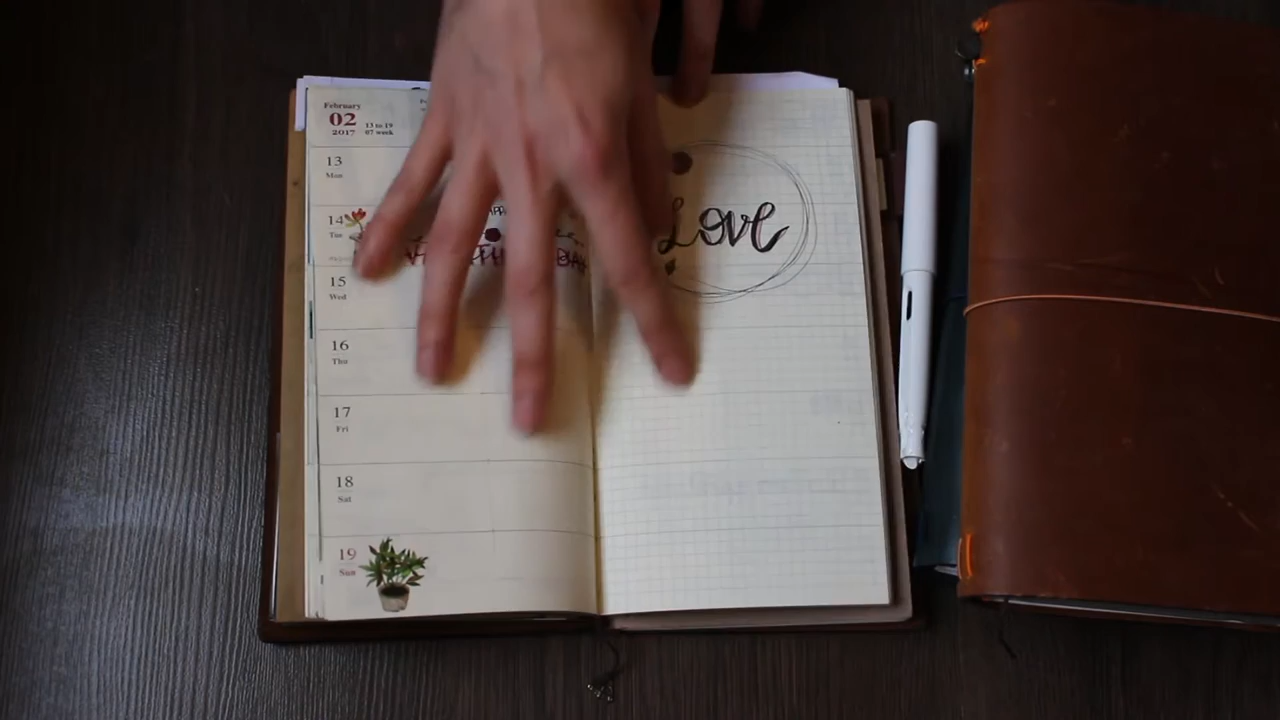 February
02
2017
13 to 19
07 week
13
Mon
14
Tue
15
Wed
16
Thu
17
Fri
18
Sat
19
Sun
Love